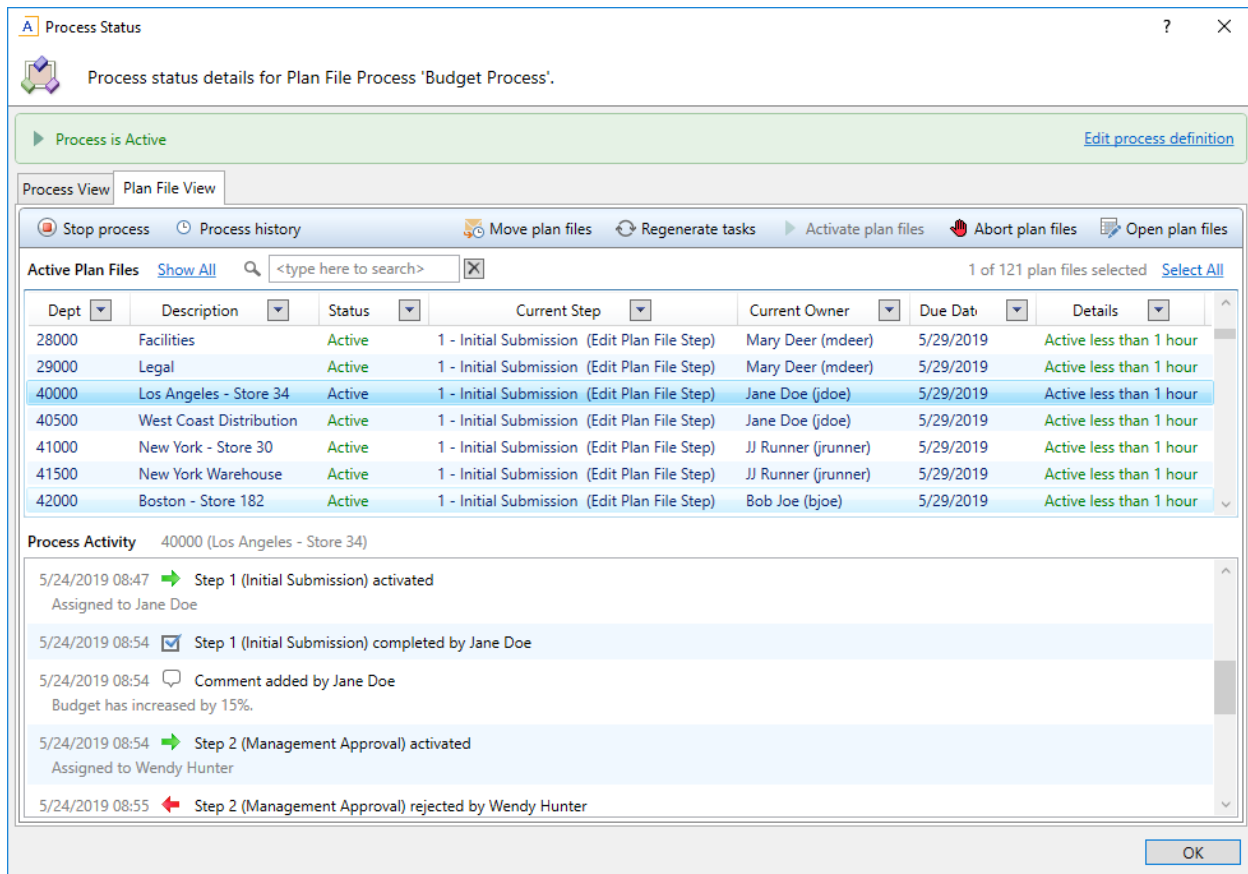 A Process Status ?
Process status details for Plan File Process 'Budget Process'.
Process is Active Edit process definition
Process View Plan File View
Stop process Process history Move plan files Regenerate tasks Activate plan files Abort plan files Open plan files
Active Plan Files Show All <type here to search> 1 of 121 plan files selected Select All
Dept Description Status Current Step Current Owner Due Date Details
28000 Facilities Active 1 - Initial Submission (Edit Plan File Step) Mary Deer (mdeer) 5/29/2019 Active less than 1 hour
29000 Legal Active 1 - Initial Submission (Edit Plan File Step) Mary Deer (mdeer) 5/29/2019 Active less than 1 hour
40000 Los Angeles - Store 34 Active 1 - Initial Submission (Edit Plan File Step) Jane Doe (jdoe) 5/29/2019 Active less than 1 hour
40500 West Coast Distribution Active 1 - Initial Submission (Edit Plan File Step) Jane Doe (jdoe) 5/29/2019 Active less than 1 hour
41000 New York - Store 30 Active 1 - Initial Submission (Edit Plan File Step) JJ Runner (jrunner) 5/29/2019 Active less than 1 hour
41500 New York Warehouse Active 1 - Initial Submission (Edit Plan File Step) JJ Runner (jrunner) 5/29/2019 Active less than 1 hour
42000 Boston - Store 182 Active 1 - Initial Submission (Edit Plan File Step) Bob Joe (bjoe) 5/29/2019 Active less than 1 hour
Process Activity 40000 (Los Angeles - Store 34)
5/24/2019 08:47 Step 1 (Initial Submission) activated
Assigned to Jane Doe
5/24/2019 08:54 Step 1 (Initial Submission) completed by Jane Doe
5/24/2019 08:54 Comment added by Jane Doe
Budget has increased by 15%.
5/24/2019 08:54 Step 2 (Management Approval) activated
Assigned to Wendy Hunter
5/24/2019 08:55 Step 2 (Management Approval) rejected by Wendy Hunter
OK